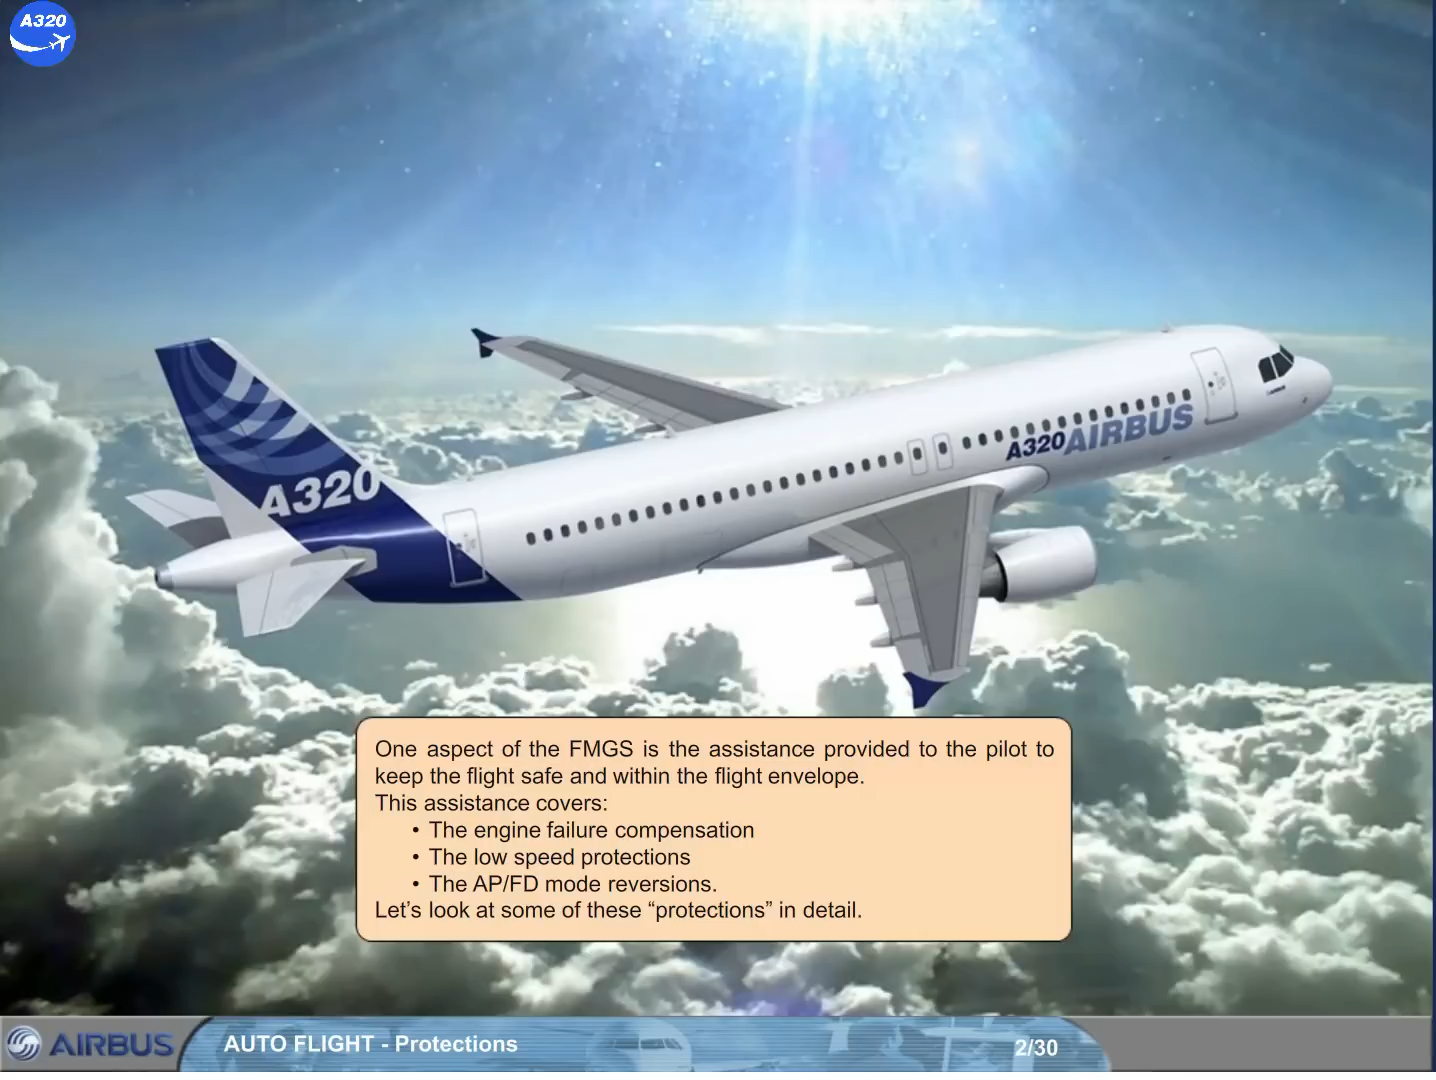 A320
A320
A320 AIRBUS
One aspect of the FMGS is the assistance provided to the pilot to
keep the flight safe and within the flight envelope.
This assistance covers:
• The engine failure compensation
• The low speed protections
• The AP/FD mode reversions.
Let’s look at some of these “protections” in detail.
AIRBUS
AUTO FLIGHT - Protections
2/30